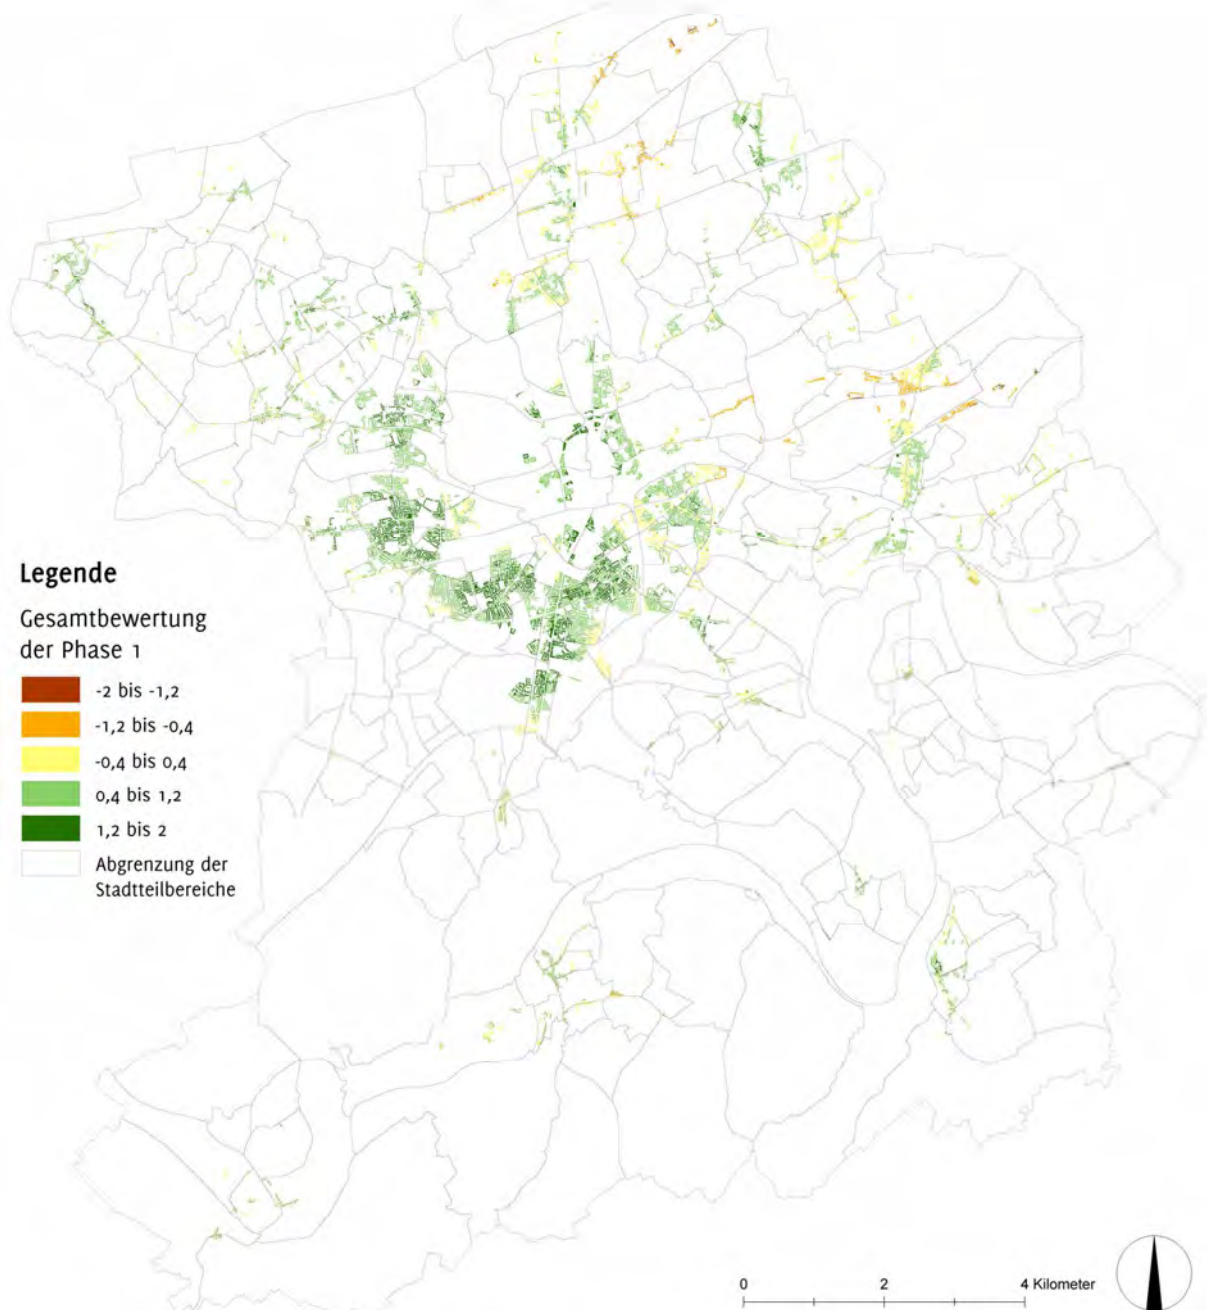 Legende
Gesamtbewertung
der Phase 1
-2 bis -1,2
-1,2 bis -0,4
-0,4 bis 0,4
0,4 bis 1,2
1,2 bis 2
Abgrenzung der
Stadtteilbereiche
0 2 4 Kilometer